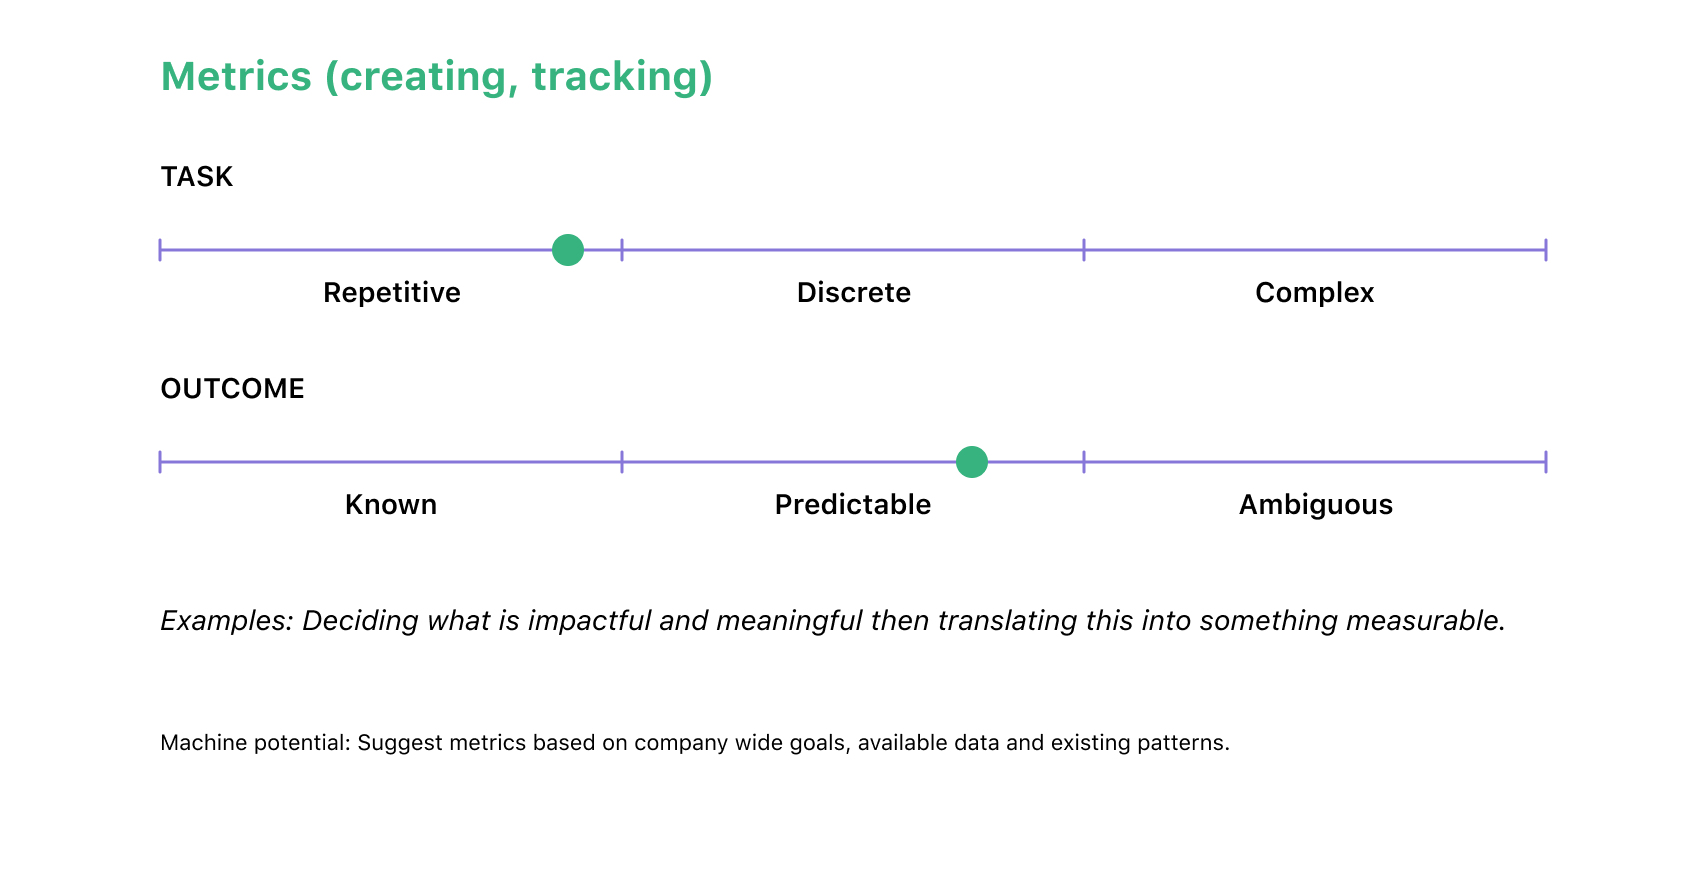 Metrics (creating, tracking)
TASK
Repetitive Discrete Complex
OUTCOME
Known Predictable Ambiguous
Examples: Deciding what is impactful and meaningful then translating this into something measurable.
Machine potential: Suggest metrics based on company wide goals, available data and existing patterns.